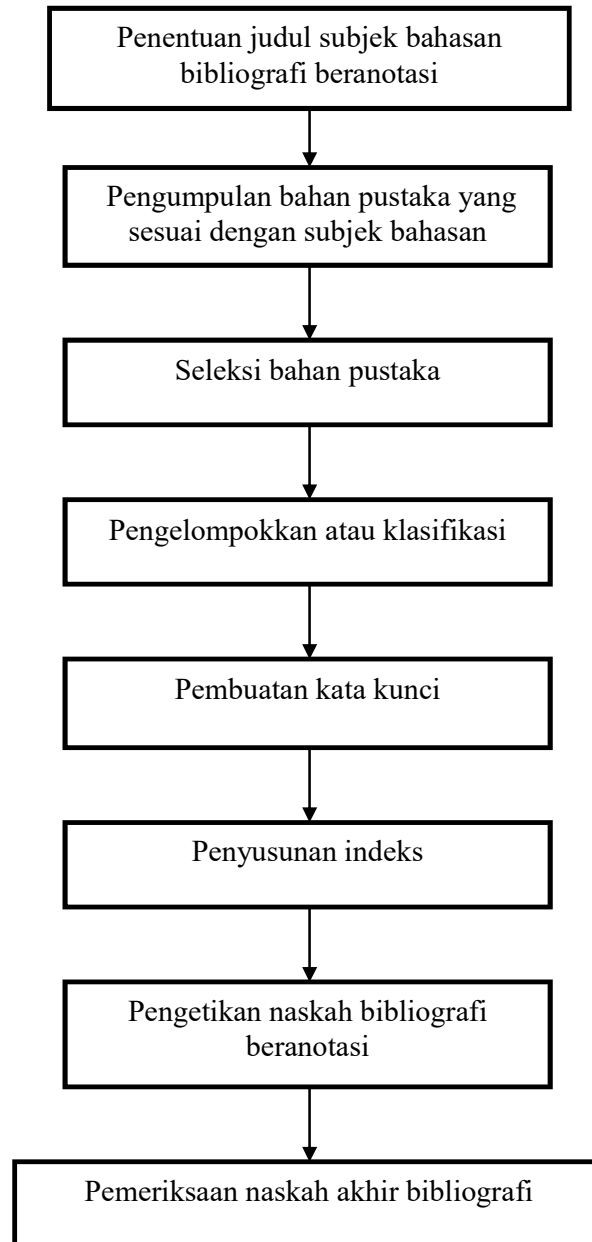 Penentuan judul subjek bahasan
bibliografi beranotasi
Pengumpulan bahan pustaka yang
sesuai dengan subjek bahasan
Seleksi bahan pustaka
Pengelompokkan atau klasifikasi
Pembuatan kata kunci
Penyusunan indeks
Pengetikan naskah bibliografi
beranotasi
Pemeriksaan naskah akhir bibliografi